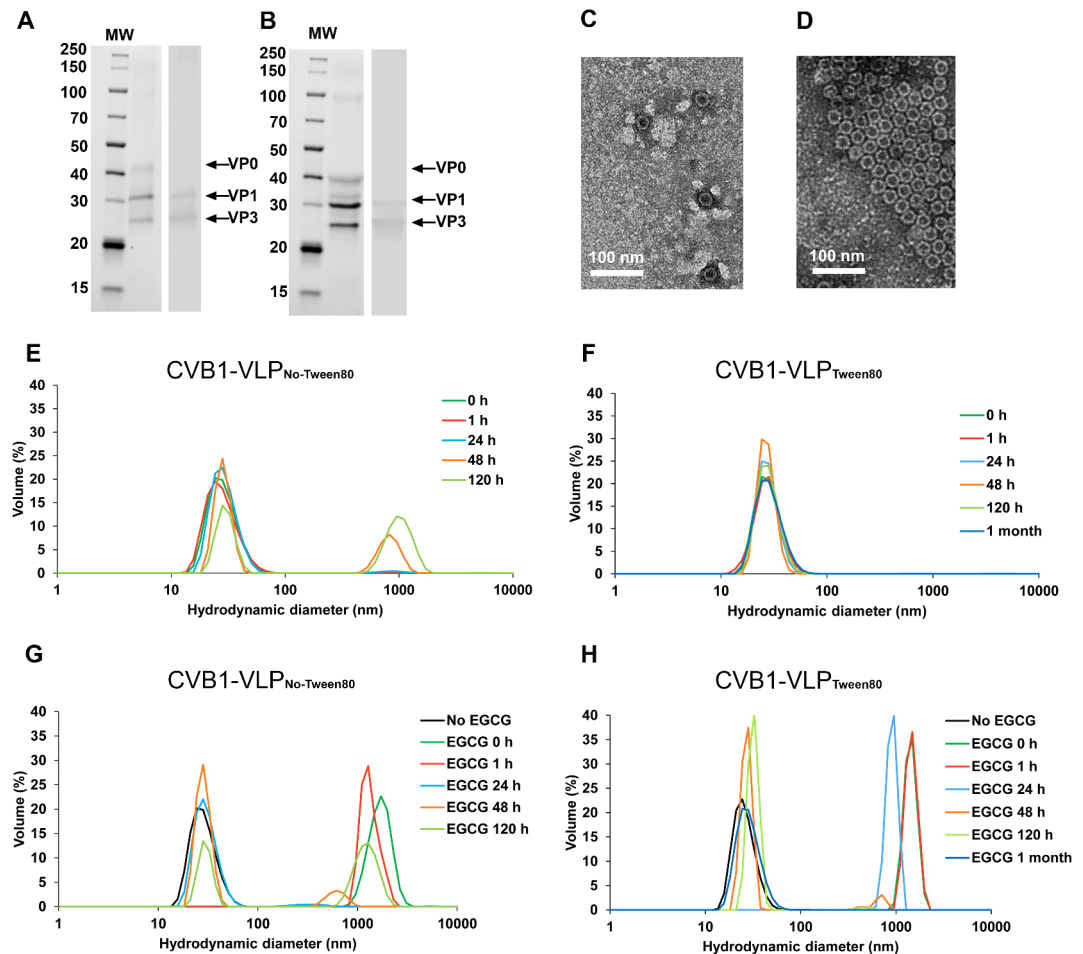 A
B
C
D
MW
250
150
100
70
50
40
30
20
15
VP0
VP1
VP3
MW
250
150
100
70
50
40
30
20
15
VP0
VP1
VP3
100 nm
100 nm
E
CVB1-VLPNo-Tween80
Volume (%)
40
35
30
25
20
15
10
5
0
1
10
100
1000
10000
Hydrodynamic diameter (nm)
0 h
1 h
24 h
48 h
120 h
F
CVB1-VLPTween80
Volume (%)
40
35
30
25
20
15
10
5
0
1
10
100
1000
10000
Hydrodynamic diameter (nm)
0 h
1 h
24 h
48 h
120 h
1 month
G
CVB1-VLPNo-Tween80
Volume (%)
40
35
30
25
20
15
10
5
0
1
10
100
1000
10000
Hydrodynamic diameter (nm)
No EGCG
EGCG 0 h
EGCG 1 h
EGCG 24 h
EGCG 48 h
EGCG 120 h
H
CVB1-VLPTween80
Volume (%)
40
35
30
25
20
15
10
5
0
1
10
100
1000
10000
Hydrodynamic diameter (nm)
No EGCG
EGCG 0 h
EGCG 1 h
EGCG 24 h
EGCG 48 h
EGCG 120 h
EGCG 1 month